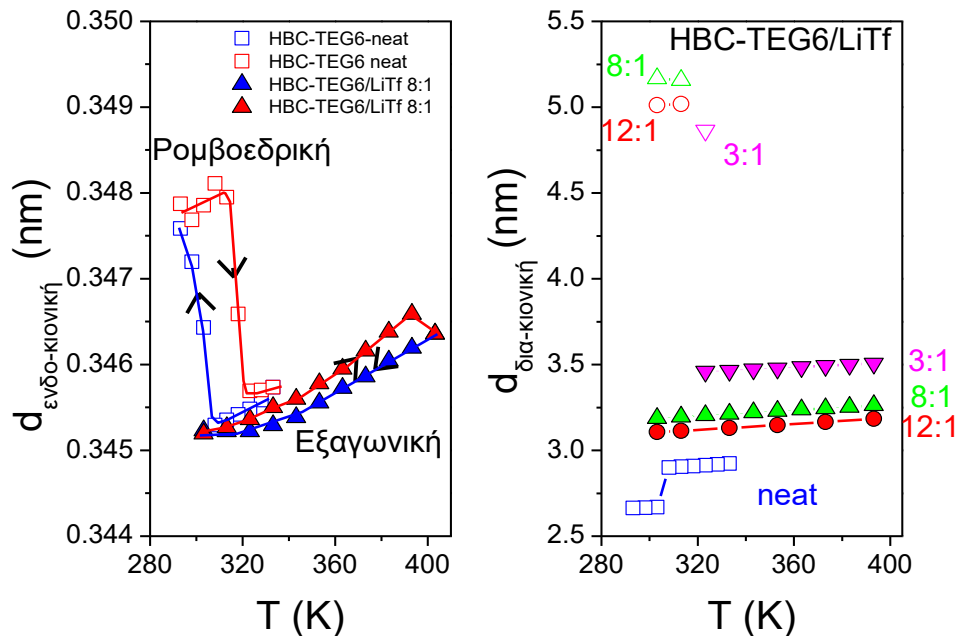 0.350
0.349
0.348
0.347
0.346
0.345
0.344
280
320
360
400
T (K)
d ενδο-κιονική (nm)
HBC-TEG6-neat
HBC-TEG6 neat
HBC-TEG6/LiTf 8:1
HBC-TEG6/LiTf 8:1
Ρομβοεδρική
Εξαγωνική
5.5
5.0
4.5
4.0
3.5
3.0
2.5
280
320
360
400
T (K)
d δια-κιονική (nm)
HBC-TEG6/LiTf
8:1
12:1
3:1
3:1
8:1
12:1
neat